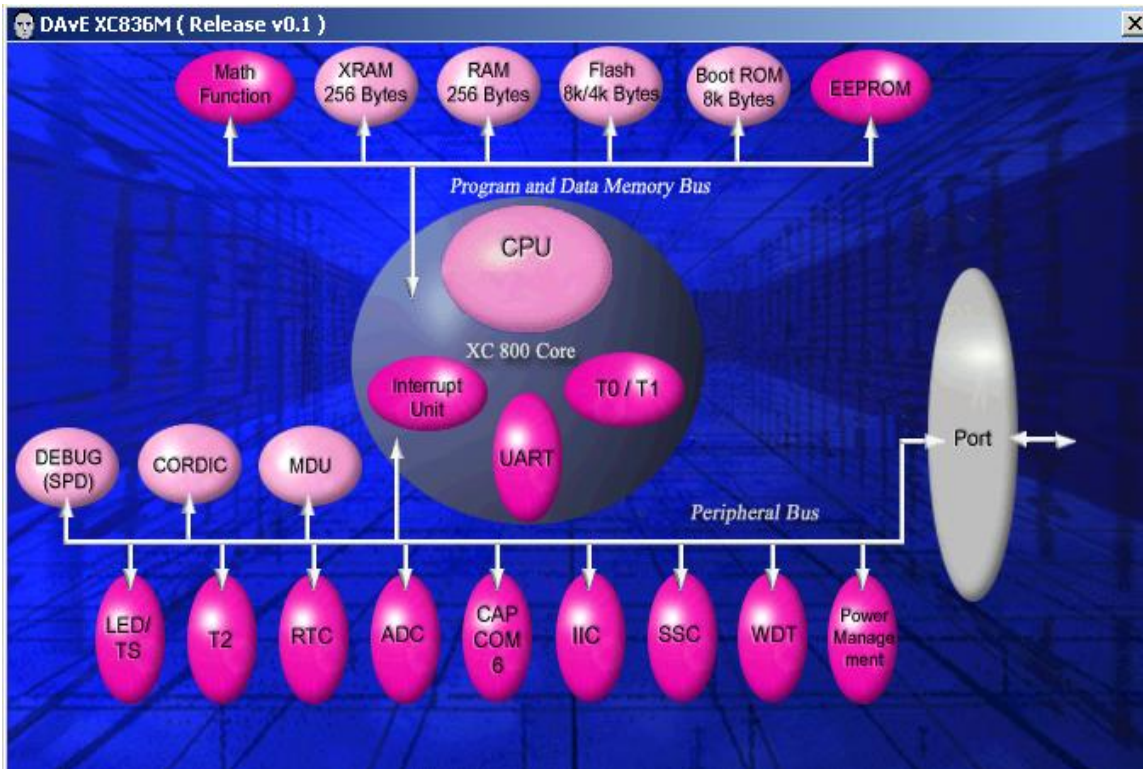 DAvE XC836M ( Release v0.1 )
Math
Function
XRAM
256 Bytes
RAM
256 Bytes
Flash
8k/4k Bytes
Boot ROM
8k Bytes
EEPROM
Program and Data Memory Bus
CPU
XC 800 Core
Interrupt
Unit
T0 / T1
UART
Port
DEBUG
(SPD)
CORDIC
MDU
Peripheral Bus
LED/
TS
T2
RTC
ADC
CAP
COM
6
IIC
SSC
WDT
Power
Manage
ment